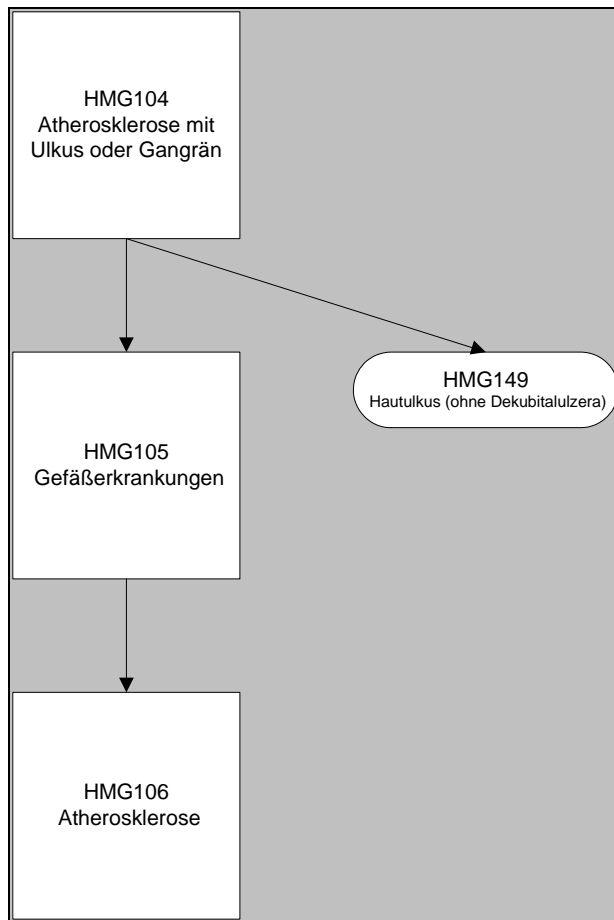 HMG104
Atherosklerose mit
Ulkus oder Gangrän
HMG149
Hautulkus (ohne Dekubitalulzera)
HMG105
Gefäßerkrankungen
HMG106
Atherosklerose